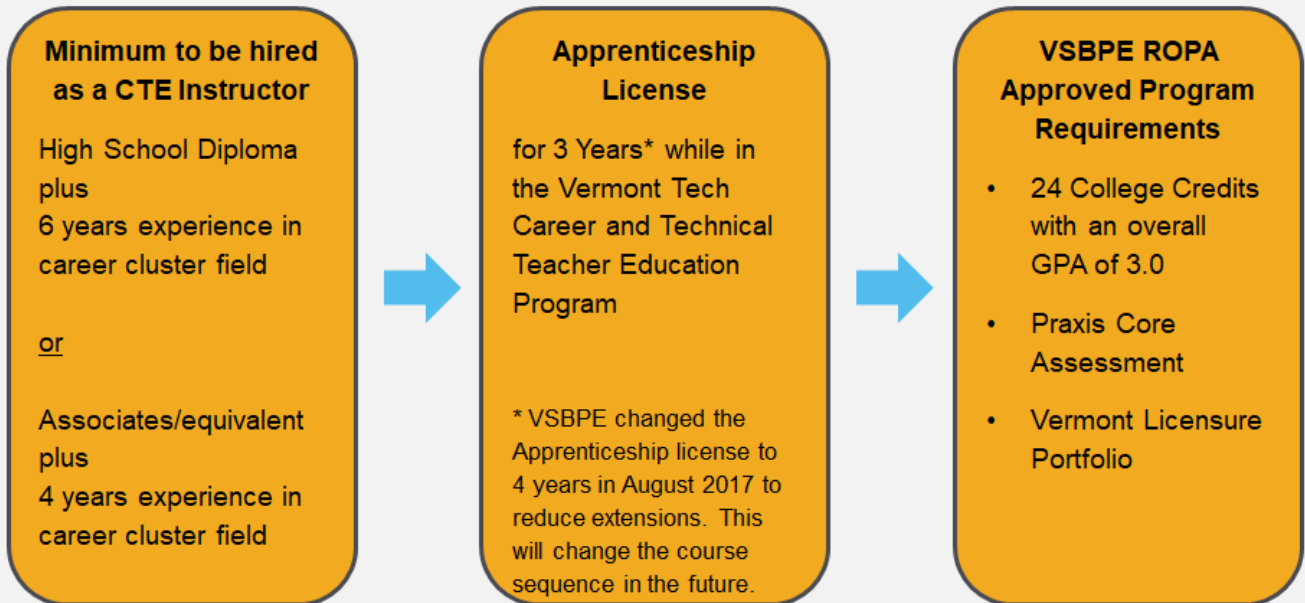 Minimum to be hired
as a CTE Instructor
High School Diploma
plus
6 years experience in
career cluster field
or
Associates/equivalent
plus
4 years experience in
career cluster field
Apprenticeship
License
for 3 Years* while in
the Vermont Tech
Career and Technical
Teacher Education
Program
* VSBPE changed the
Apprenticeship license to
4 years in August 2017 to
reduce extensions. This
will change the course
sequence in the future.
VSBPE ROPA
Approved Program
Requirements
• 24 College Credits
with an overall
GPA of 3.0
• Praxis Core
Assessment
• Vermont Licensure
Portfolio